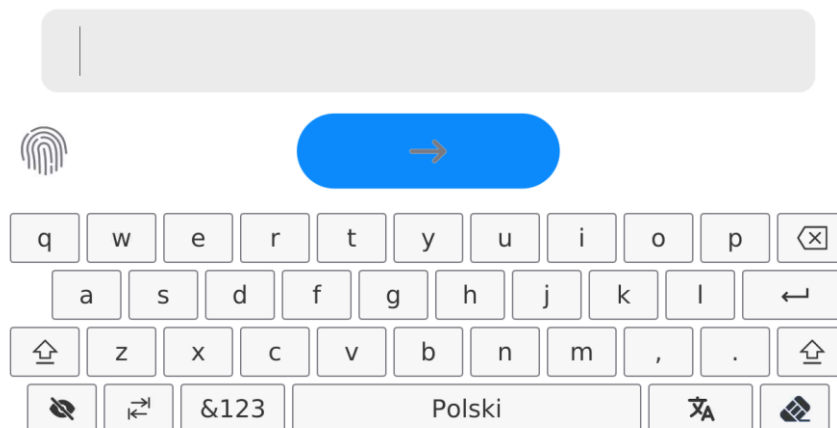 q w e r t y u i o p
a s d f g h j k l
z x c v b n m , .
&123 Polski